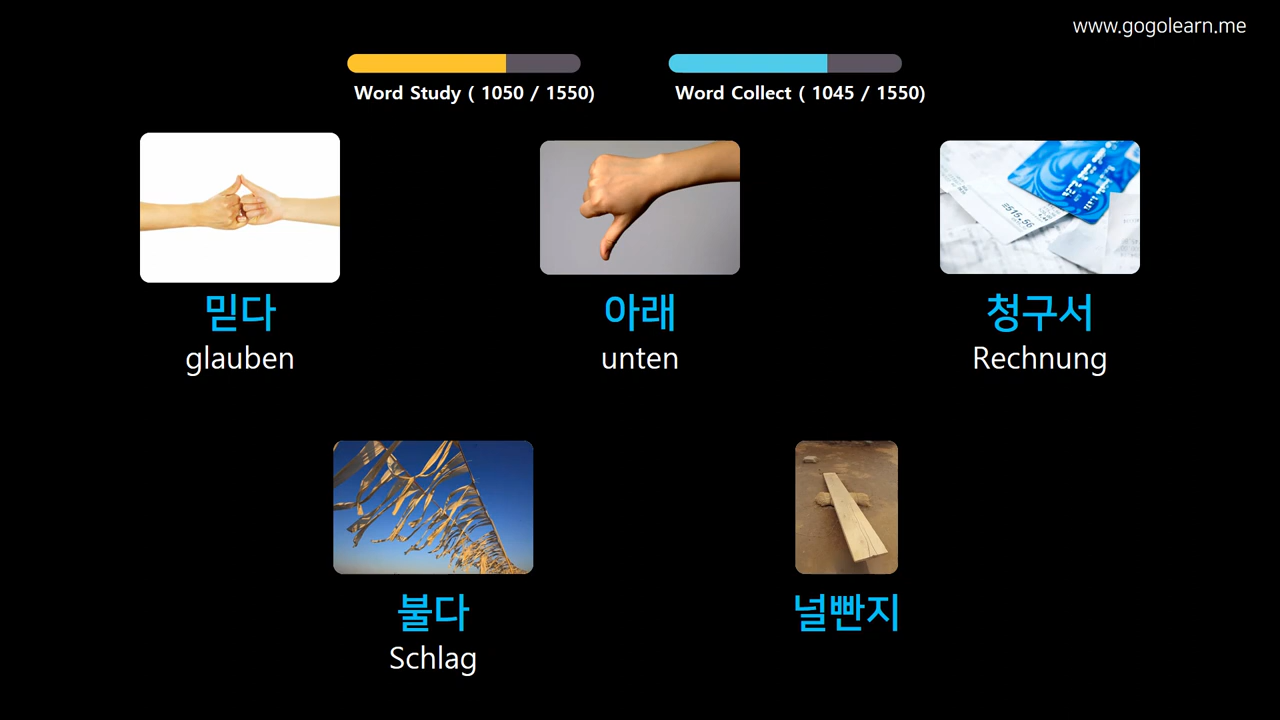 www.gogolearn.me
Word Study ( 1050 / 1550)
Word Collect ( 1045 / 1550)
믿다
glauben
아래
unten
청구서
Rechnung
불다
Schlag
널빤지